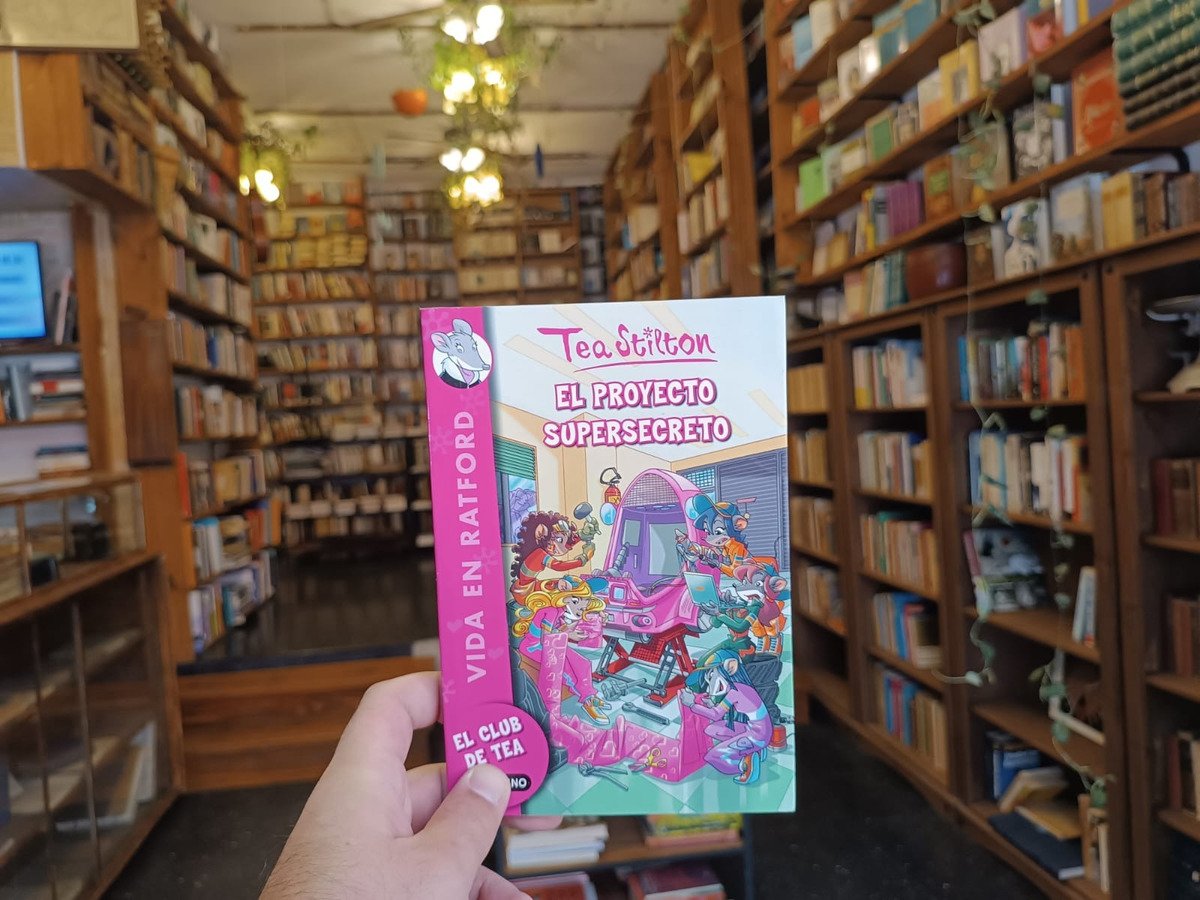 Tea Stilton
EL PROYECTO
SUPERSECRETO
VIDA EN RATFORD
EL CLUB
DE TEA